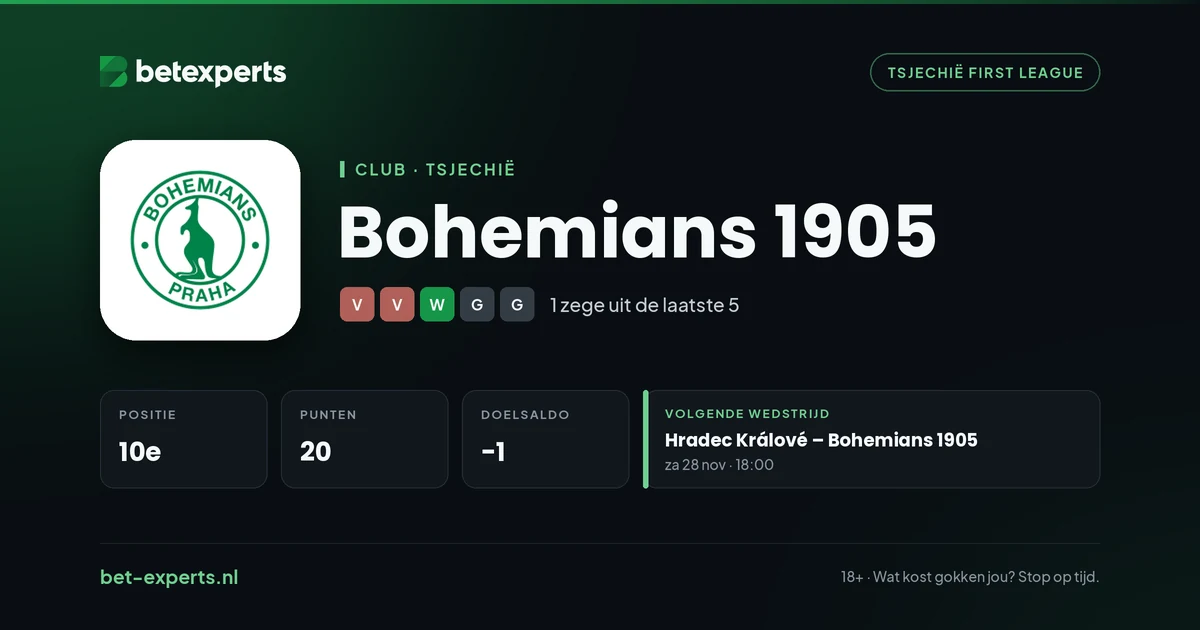 betexperts
TSJECHIË FIRST LEAGUE
BOHEMIANS
PRAHA
CLUB · TSJECHIË
Bohemians 1905
V V W G G 1 zege uit de laatste 5
POSITIE
10e
PUNTEN
20
DOELSALDO
−1
VOLGENDE WEDSTRIJD
Hradec Králové – Bohemians 1905
za 28 nov · 18:00
bet-experts.nl
18+ · Wat kost gokken jou? Stop op tijd.